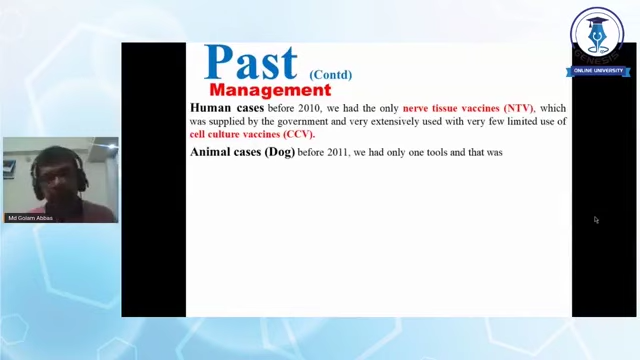 GENESIS
ONLINE UNIVERSITY
Past (Contd)
Management
Human cases before 2010, we had the only nerve tissue vaccines (NTV), which
was supplied by the government and very extensively used with very few limited use of
cell culture vaccines (CCV).
Animal cases (Dog) before 2011, we had only one tools and that was
Md Golam Abbas